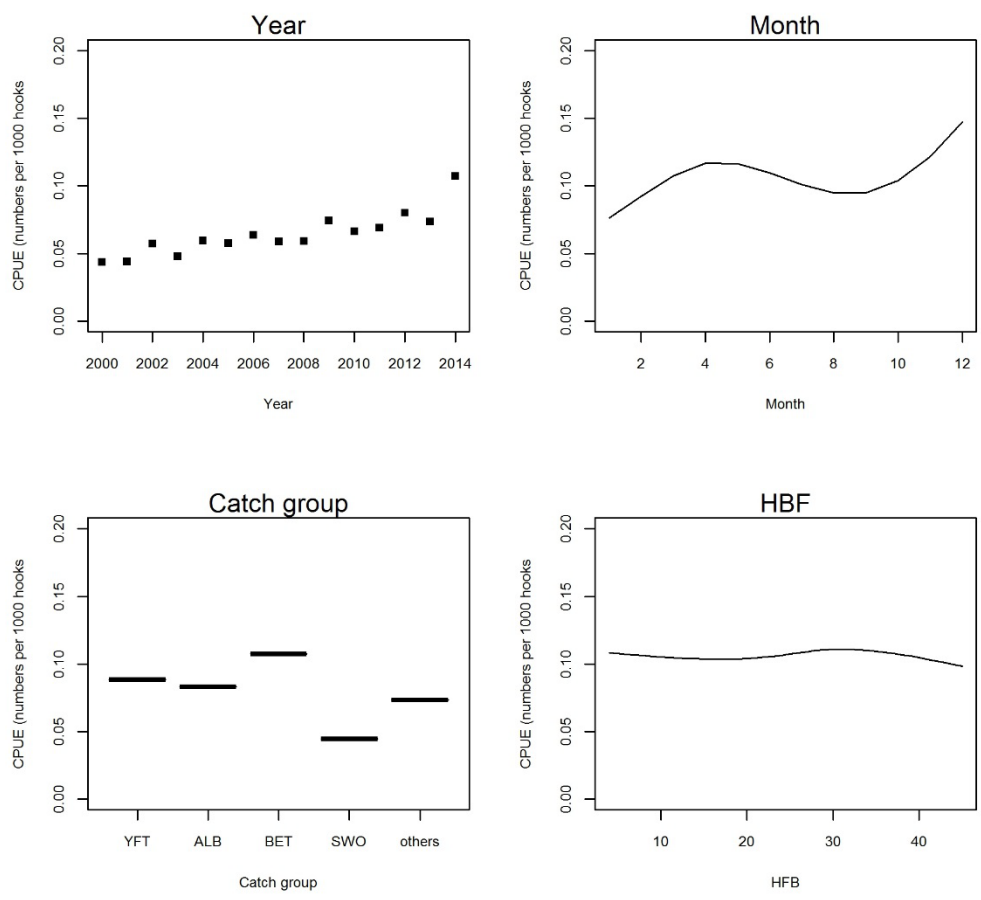 Year
CPUE (numbers per 1000 hooks
0.00 0.05 0.10 0.15 0.20
2000 2002 2004 2006 2008 2010 2012 2014
Year
Month
CPUE (numbers per 1000 hooks
0.00 0.05 0.10 0.15 0.20
2 4 6 8 10 12
Month
Catch group
CPUE (numbers per 1000 hooks
0.00 0.05 0.10 0.15 0.20
YFT ALB BET SWO others
Catch group
HBF
CPUE (numbers per 1000 hooks
0.00 0.05 0.10 0.15 0.20
10 20 30 40
HFB